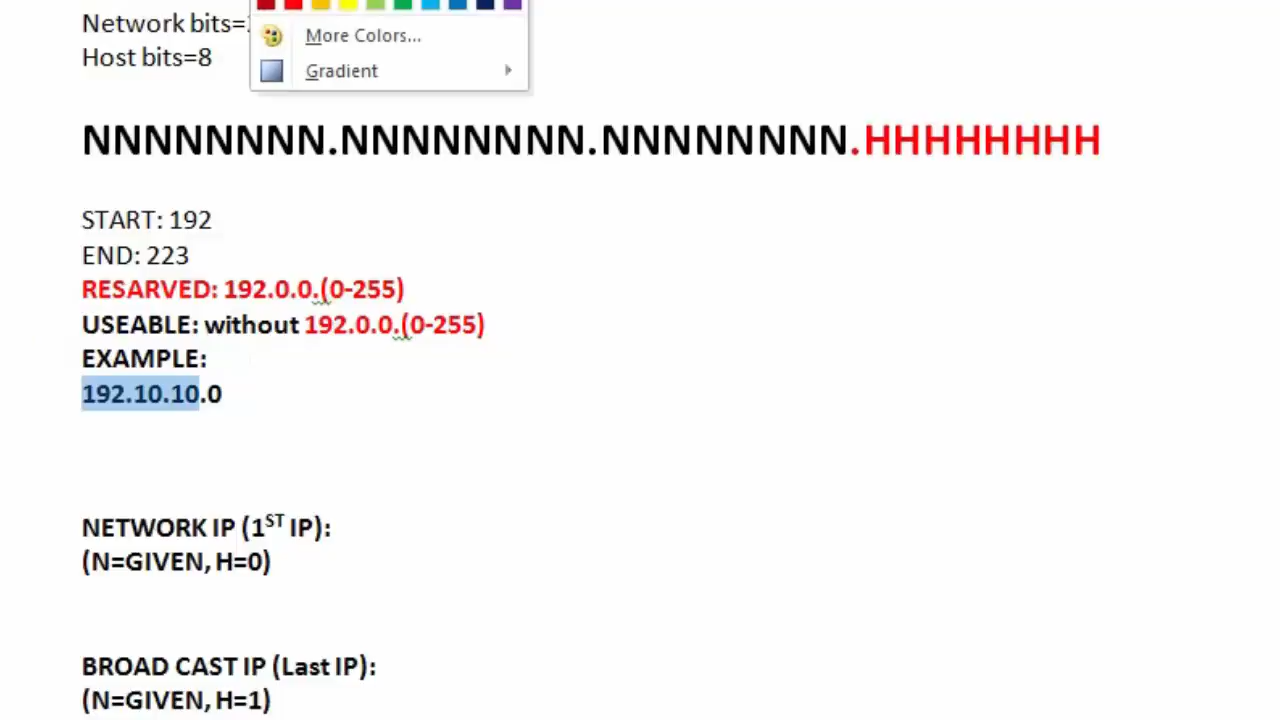 Network bits=
More Colors...
Host bits=8
Gradient
NNNNNNNN.NNNNNNNN.NNNNNNNN.HHHHHHHH
START: 192
END: 223
RESARVED: 192.0.0.(0-255)
USEABLE: without 192.0.0.(0-255)
EXAMPLE:
192.10.10.0
NETWORK IP (1ST IP):
(N=GIVEN, H=0)
BROAD CAST IP (Last IP):
(N=GIVEN, H=1)